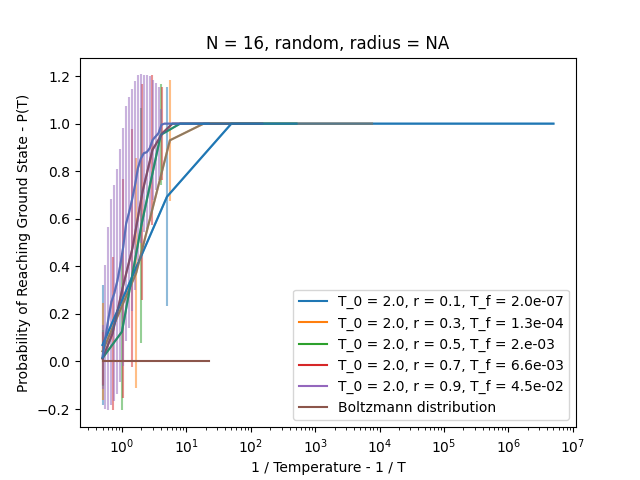 N = 16, random, radius = NA
Probability of Reaching Ground State - P(T)
1.2
1.0
0.8
0.6
0.4
0.2
0.0
−0.2
T_0 = 2.0, r = 0.1, T_f = 2.0e-07
T_0 = 2.0, r = 0.3, T_f = 1.3e-04
T_0 = 2.0, r = 0.5, T_f = 2.e-03
T_0 = 2.0, r = 0.7, T_f = 6.6e-03
T_0 = 2.0, r = 0.9, T_f = 4.5e-02
Boltzmann distribution
10⁰ 10¹ 10² 10³ 10⁴ 10⁵ 10⁶ 10⁷
1 / Temperature - 1 / T